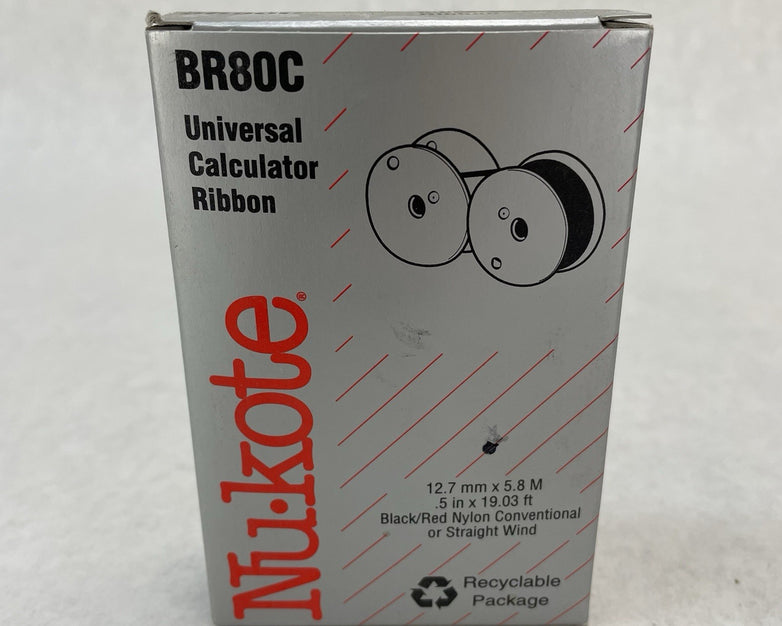 BR80C
Universal
Calculator
Ribbon
Nu·kote®
12.7 mm x 5.8 M
.5 in x 19.03 ft
Black/Red Nylon Conventional
or Straight Wind
Recyclable
Package